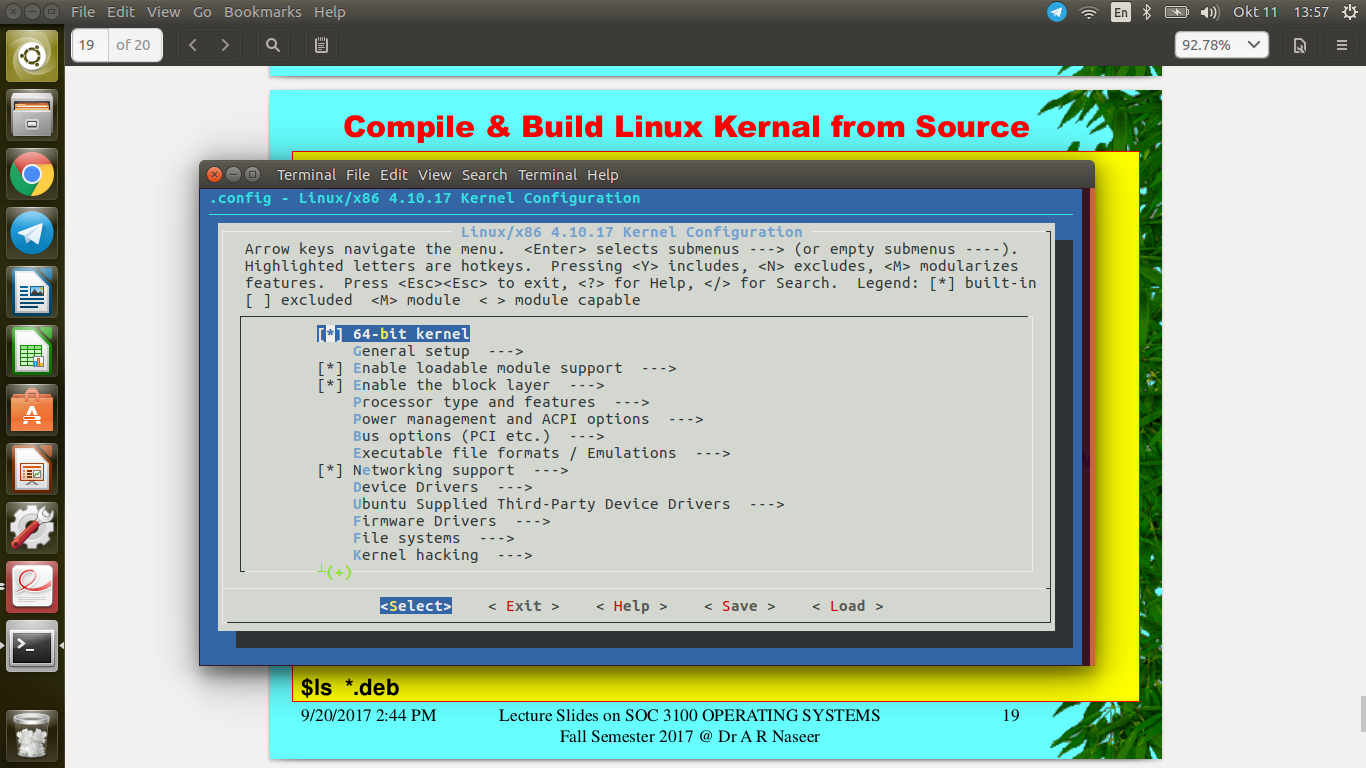 File Edit View Go Bookmarks Help
En
Okt 11 13:57
19 of 20
92.78%
Compile & Build Linux Kernal from Source
Terminal File Edit View Search Terminal Help
.config - Linux/x86 4.10.17 Kernel Configuration
Linux/x86 4.10.17 Kernel Configuration
Arrow keys navigate the menu.  <Enter> selects submenus ---> (or empty submenus ----).
Highlighted letters are hotkeys.  Pressing <Y> includes, <N> excludes, <M> modularizes
features.  Press <Esc><Esc> to exit, <?> for Help, </> for Search.  Legend: [*] built-in
[ ] excluded  <M> module  < > module capable
[*] 64-bit kernel
General setup  --->
[*] Enable loadable module support  --->
[*] Enable the block layer  --->
Processor type and features  --->
Power management and ACPI options  --->
Bus options (PCI etc.)  --->
Executable file formats / Emulations  --->
[*] Networking support  --->
Device Drivers  --->
Ubuntu Supplied Third-Party Device Drivers  --->
Firmware Drivers  --->
File systems  --->
Kernel hacking  --->
(+)
<Select>    < Exit >    < Help >    < Save >    < Load >
$ls *.deb
9/20/2017 2:44 PM
Lecture Slides on SOC 3100 OPERATING SYSTEMS
Fall Semester 2017 @ Dr A R Naseer
19